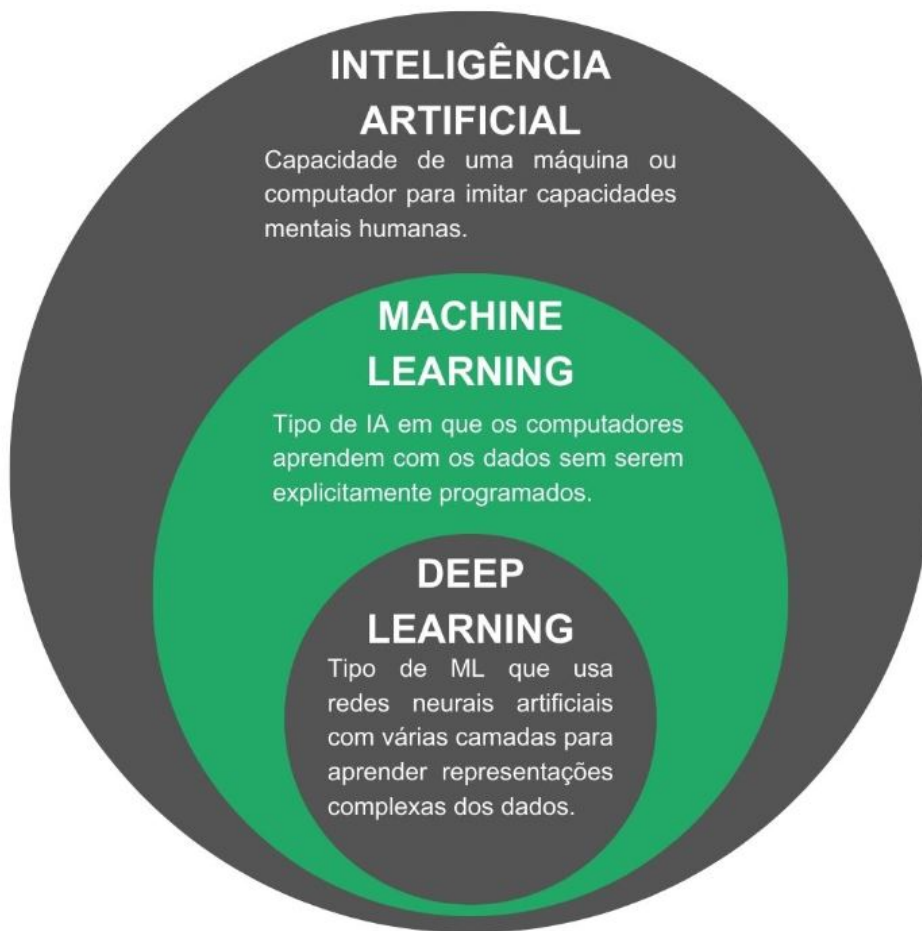 INTELIGÊNCIA
ARTIFICIAL
Capacidade de uma máquina ou
computador para imitar capacidades
mentais humanas.
MACHINE
LEARNING
Tipo de IA em que os computadores
aprendem com os dados sem serem
explicitamente programados.
DEEP
LEARNING
Tipo de ML que usa
redes neurais artificiais
com várias camadas para
aprender representações
complexas dos dados.